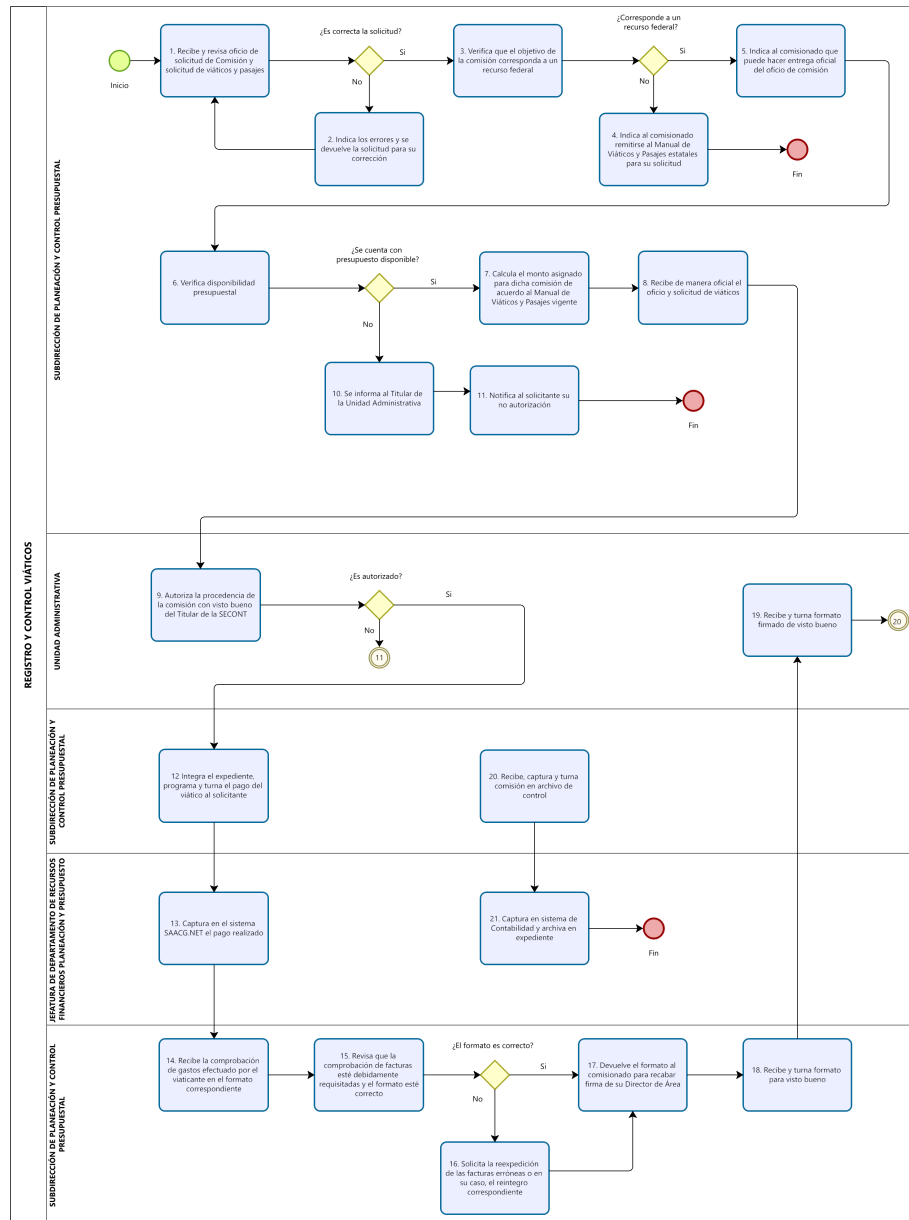 REGISTRO Y CONTROL VIÁTICOS
SUBDIRECCIÓN DE PLANEACIÓN Y CONTROL PRESUPUESTAL
Inicio
1. Recibe y revisa oficio de
solicitud de Comisión y
solicitud de viáticos y pasajes
¿Es correcta la solicitud?
Si
No
2. Indica los errores y se
devuelve la solicitud para su
corrección
3. Verifica que el objetivo de
la comisión corresponda a un
recurso federal
¿Corresponde a un
recurso federal?
Si
No
4. Indica al comisionado
remitirse al Manual de
Viáticos y Pasajes estatales
para su solicitud
Fin
5. Indica al comisionado que
puede hacer entrega oficial
del oficio de comisión
6. Verifica disponibilidad
presupuestal
¿Se cuenta con
presupuesto disponible?
Si
No
7. Calcula el monto asignado
para dicha comisión de
acuerdo al Manual de
Viáticos y Pasajes vigente
8. Recibe de manera oficial el
oficio y solicitud de viáticos
10. Se informa al Titular de
la Unidad Administrativa
11. Notifica al solicitante su
no autorización
Fin
UNIDAD ADMINISTRATIVA
9. Autoriza la procedencia de
la comisión con visto bueno
del Titular de la SECONT
¿Es autorizado?
Si
No
11
19. Recibe y turna formato
firmado de visto bueno
20
SUBDIRECCIÓN DE PLANEACIÓN Y
CONTROL PRESUPUESTAL
12 Integra el expediente,
programa y turna el pago del
viático al solicitante
20. Recibe, captura y turna
comisión en archivo de
control
JEFATURA DE DEPARTAMENTO DE RECURSOS
FINANCIEROS PLANEACIÓN Y PRESUPUESTO
13. Captura en el sistema
SAACG.NET el pago realizado
21. Captura en sistema de
Contabilidad y archiva en
expediente
Fin
SUBDIRECCIÓN DE PLANEACIÓN Y CONTROL
PRESUPUESTAL
14. Recibe la comprobación
de gastos efectuado por el
viaticante en el formato
correspondiente
15. Revisa que la
comprobación de facturas
esté debidamente
requisitadas y el formato esté
correcto
¿El formato es correcto?
Si
No
16. Solicita la reexpedición
de las facturas erróneas o en
su caso, el reintegro
correspondiente
17. Devuelve el formato al
comisionado para recabar
firma de su Director de Área
18. Recibe y turna formato
para visto bueno